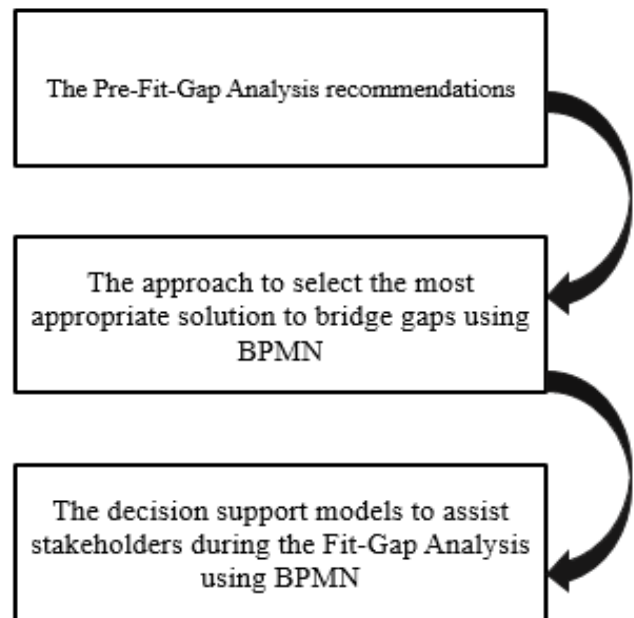 The Pre-Fit-Gap Analysis recommendations
The approach to select the most
appropriate solution to bridge gaps using
BPMN
The decision support models to assist
stakeholders during the Fit-Gap Analysis
using BPMN